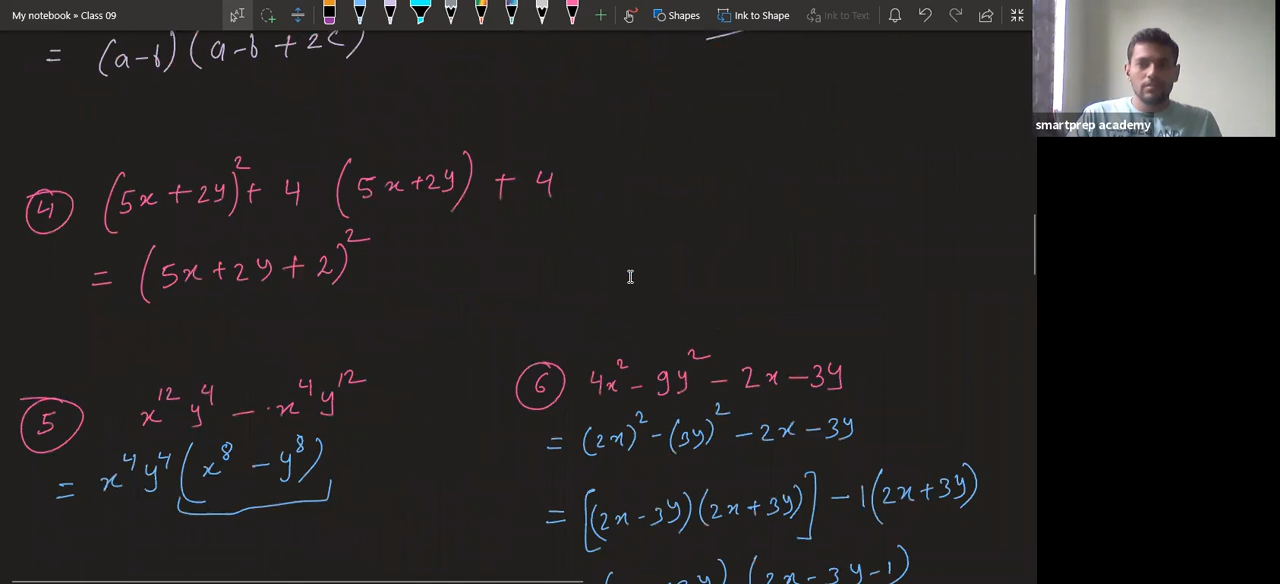 My notebook » Class 09
Shapes
Ink to Shape
Ink to Text
= (a-b)(a-b+2c)
smartprep academy
④ (5x+2y)² + 4 (5x+2y) + 4
= (5x+2y+2)²
⑤ x¹²y⁴ - x⁴y¹²
= x⁴y⁴(x⁸ - y⁸)
⑥ 4x² - 9y² - 2x - 3y
= (2x)² - (3y)² - 2x - 3y
= [(2x-3y)(2x+3y)] - 1(2x+3y)
(2x-3y-1)